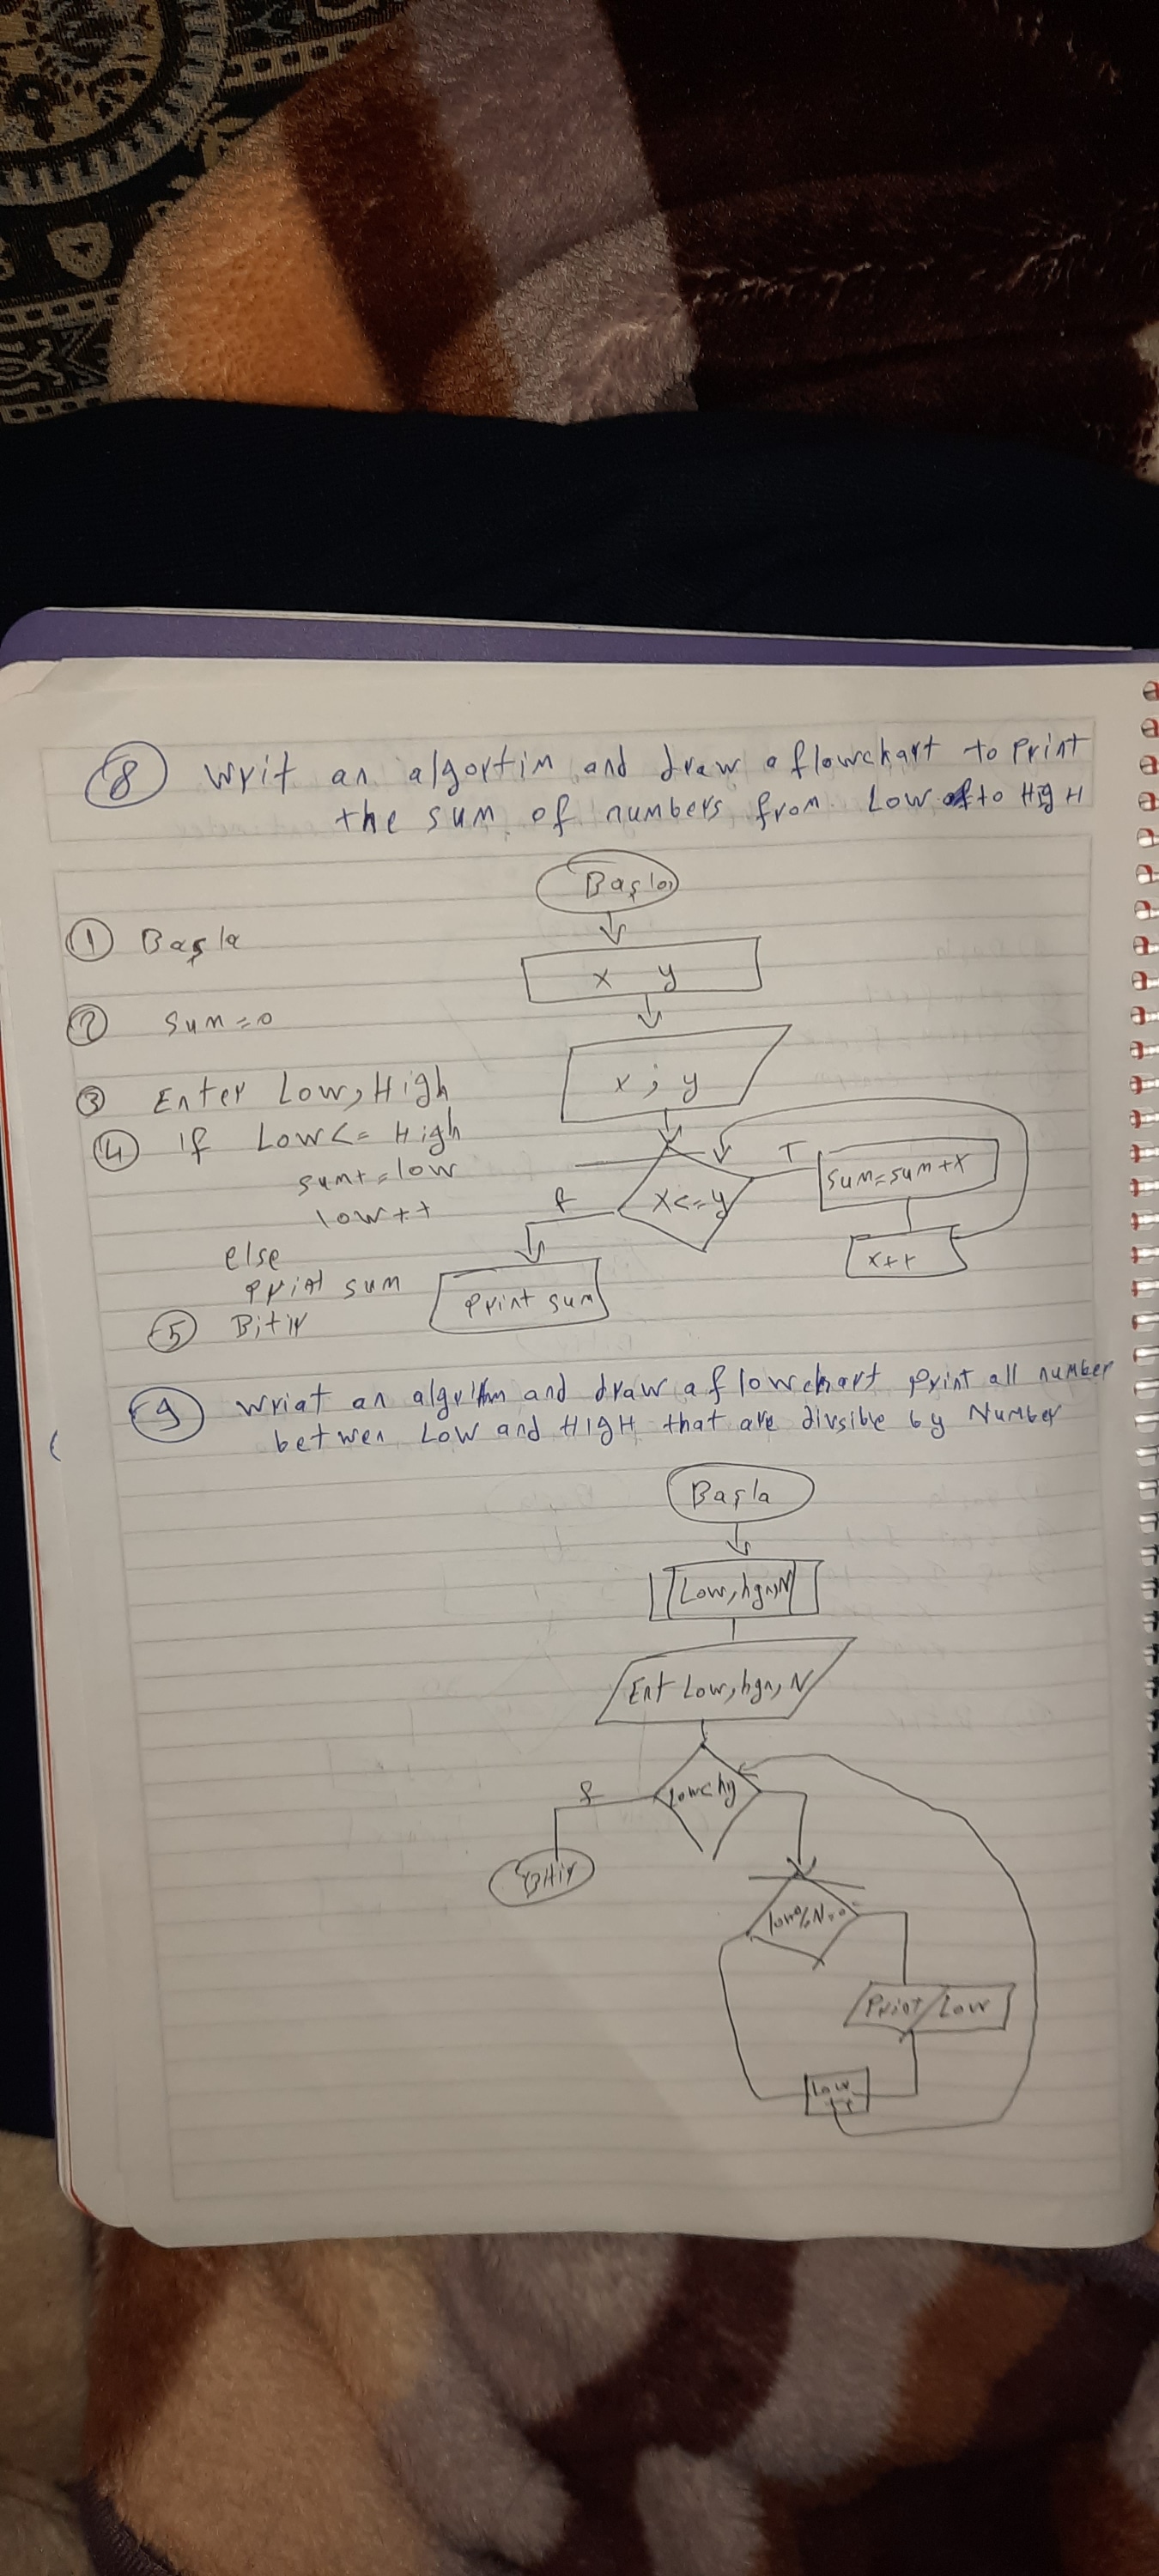 8 Writ an algortim and draw a flowchart to print
the sum of numbers from Low to HigH
Başla
x y
x ; y
x<=y
T
sum=sum+x
x++
f
print sum
1 Başla
2 sum=0
3 Enter Low, High
4 If Low<= High
sum+=low
low++
else
print sum
5 Bitir
9 Wriat an algrithm and draw a flowchart print all number
betwen Low and HIgH that are divsible by Number
Başla
Low, hgn, N
Ent Low, hgn, N
low< hg
f
Bitir
low%N==0
Print Low
Low
++